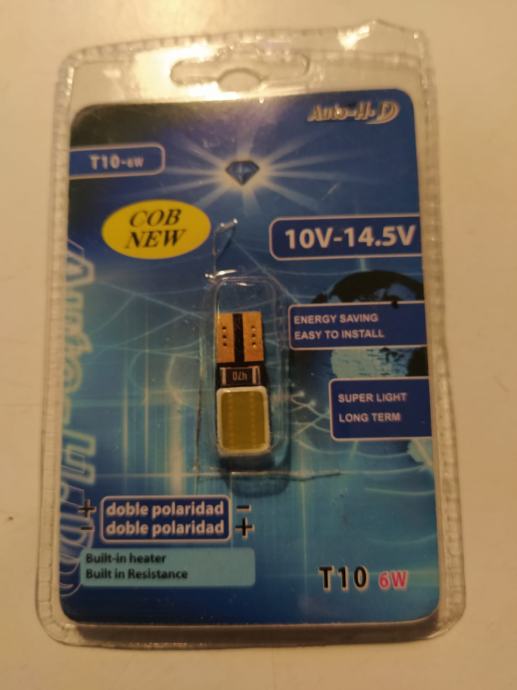 Auto-H.D
T10-6W
COB
NEW
10V-14.5V
ENERGY SAVING
EASY TO INSTALL
470
SUPER LIGHT
LONG TERM
+ doble polaridad -
- doble polaridad +
Built-in heater
Built in Resistance
T10 6W